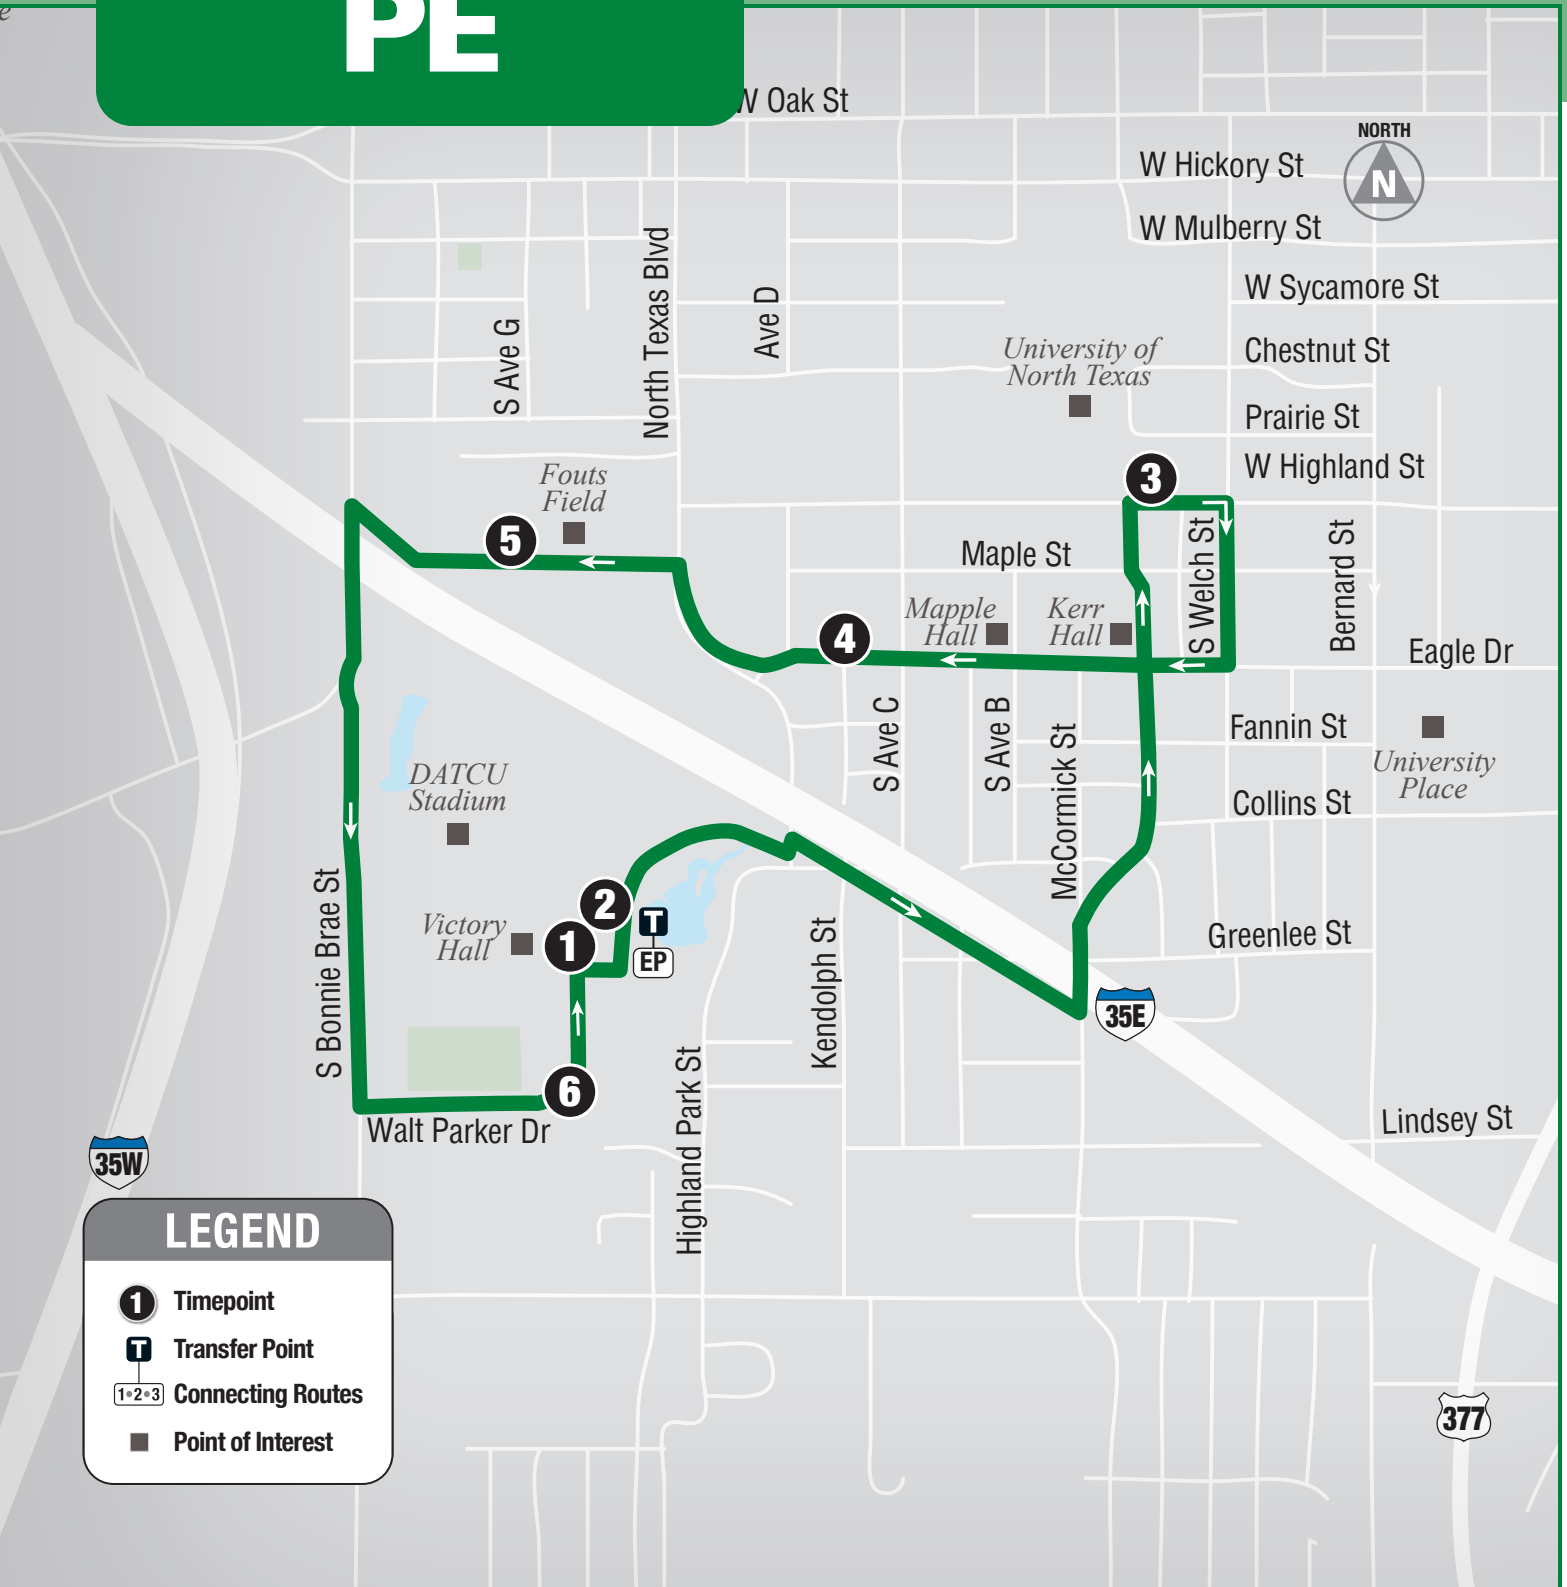 PE
W Oak St
NORTH
N
W Hickory St
W Mulberry St
W Sycamore St
Chestnut St
Prairie St
W Highland St
North Texas Blvd
Ave D
S Ave G
University of
North Texas
Fouts
Field
3
5
Maple St
S Welch St
Bernard St
Mapple
Hall
Kerr
Hall
4
Eagle Dr
S Ave C
S Ave B
McCormick St
Fannin St
University
Place
Collins St
DATCU
Stadium
S Bonnie Brae St
2
T
EP
1
Victory
Hall
Kendolph St
Greenlee St
35E
Highland Park St
6
Walt Parker Dr
Lindsey St
35W
377
LEGEND
1 Timepoint
T Transfer Point
1•2•3 Connecting Routes
Point of Interest